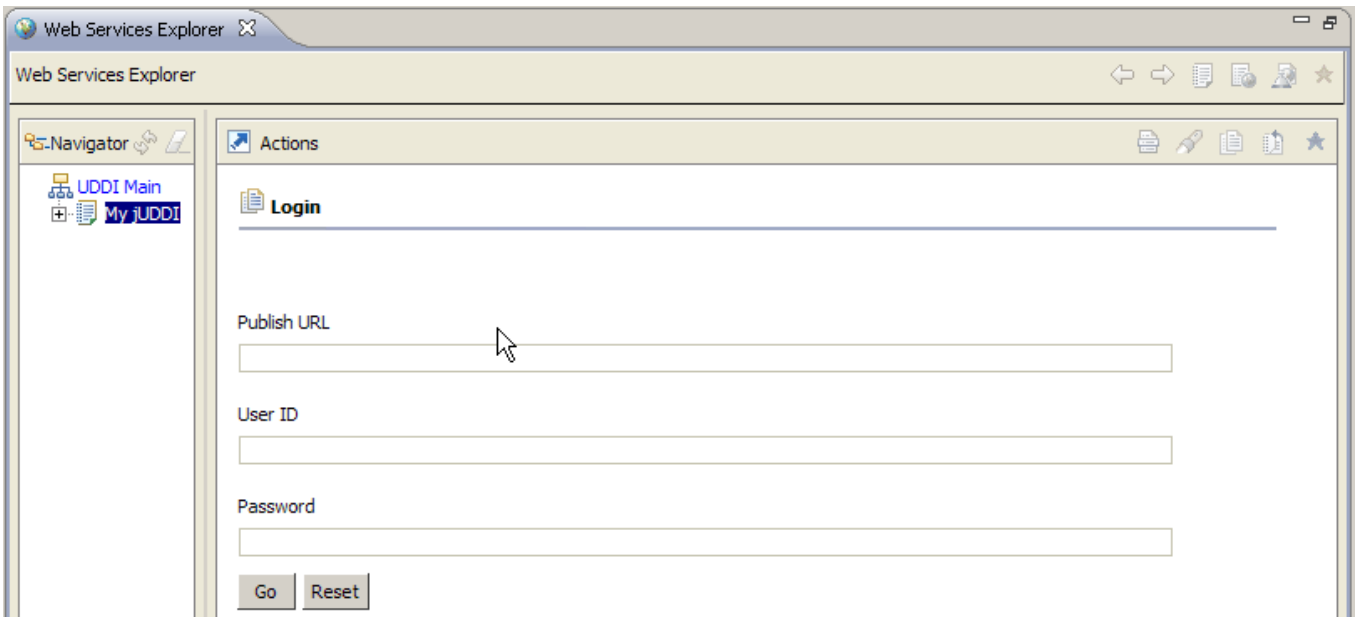 Web Services Explorer
Web Services Explorer
Navigator
Actions
UDDI Main
My jUDDI
Login
Publish URL
User ID
Password
Go Reset